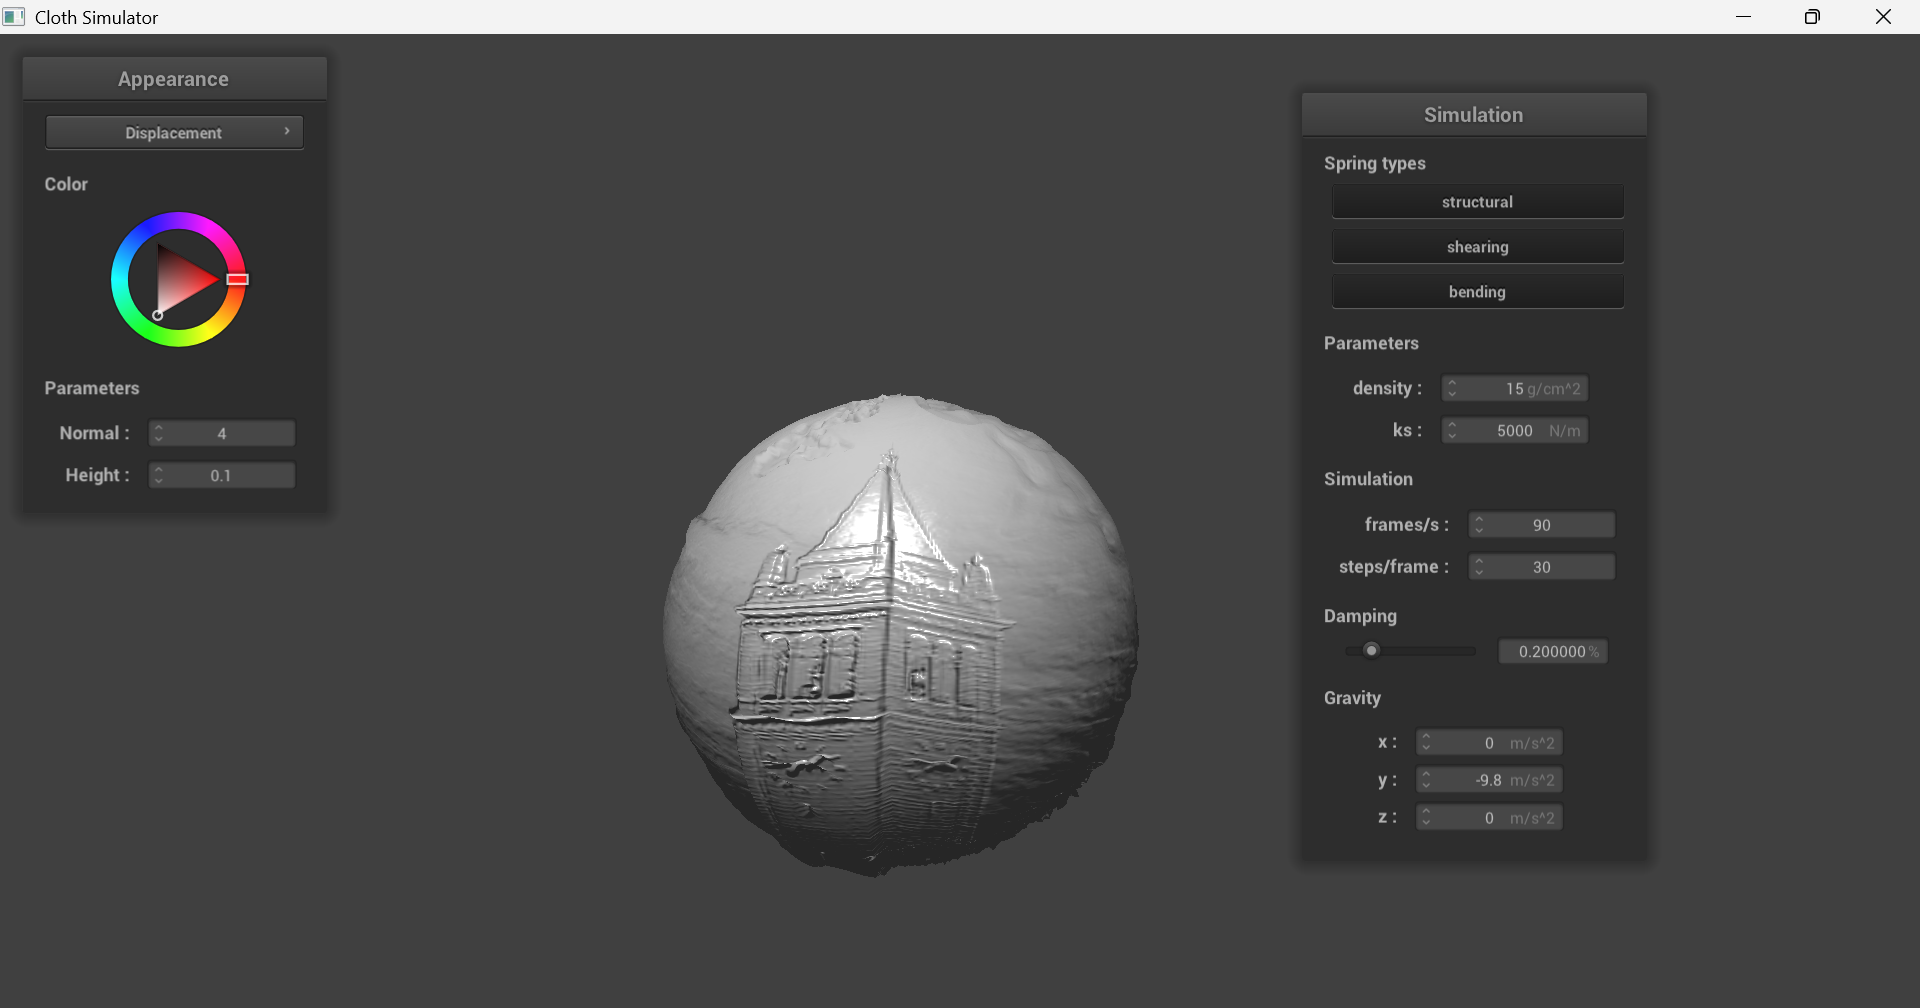 Cloth Simulator
Appearance
Displacement
Color
Parameters
Normal : 4
Height : 0.1
Simulation
Spring types
structural
shearing
bending
Parameters
density : 15 g/cm^2
ks : 5000 N/m
Simulation
frames/s : 90
steps/frame : 30
Damping
0.200000 %
Gravity
x : 0 m/s^2
y : -9.8 m/s^2
z : 0 m/s^2